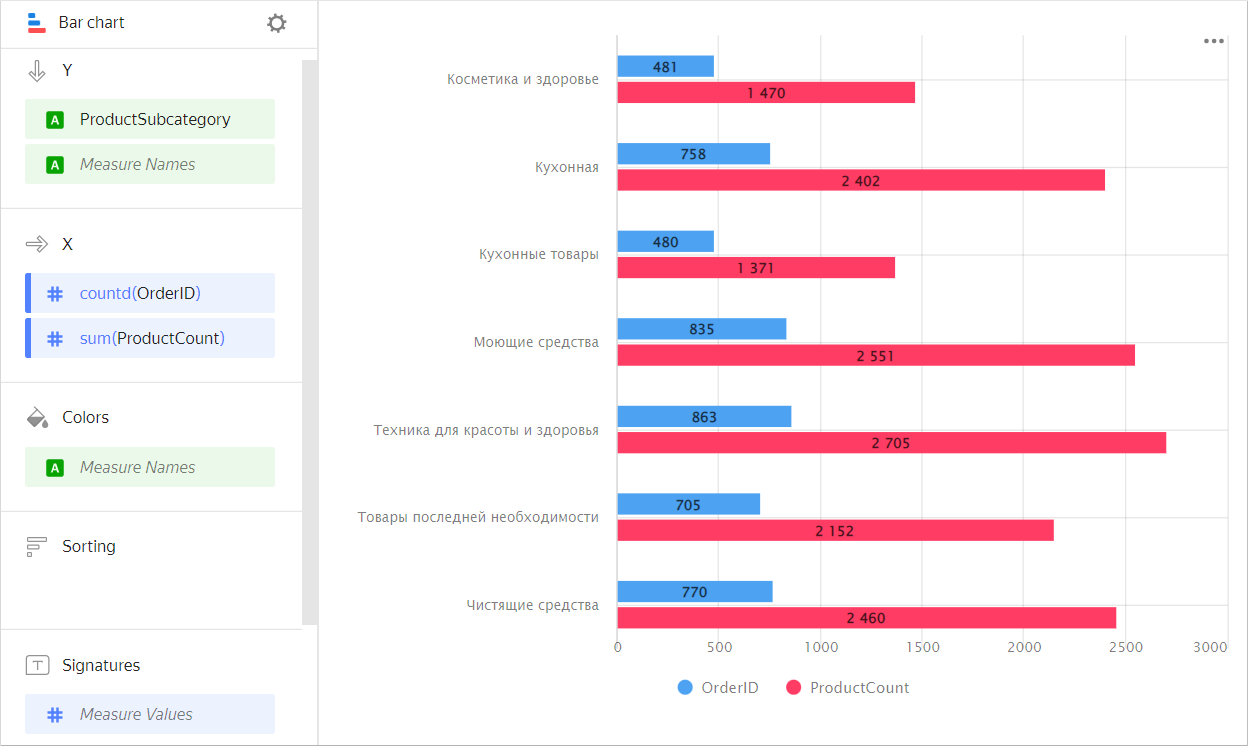 Bar chart
Y
A ProductSubcategory
A Measure Names
X
# countd(OrderID)
# sum(ProductCount)
Colors
A Measure Names
Sorting
T Signatures
# Measure Values
Косметика и здоровье
481
1 470
Кухонная
758
2 402
Кухонные товары
480
1 371
Моющие средства
835
2 551
Техника для красоты и здоровья
863
2 705
Товары последней необходимости
705
2 152
Чистящие средства
770
2 460
0 500 1000 1500 2000 2500 3000
OrderID ProductCount